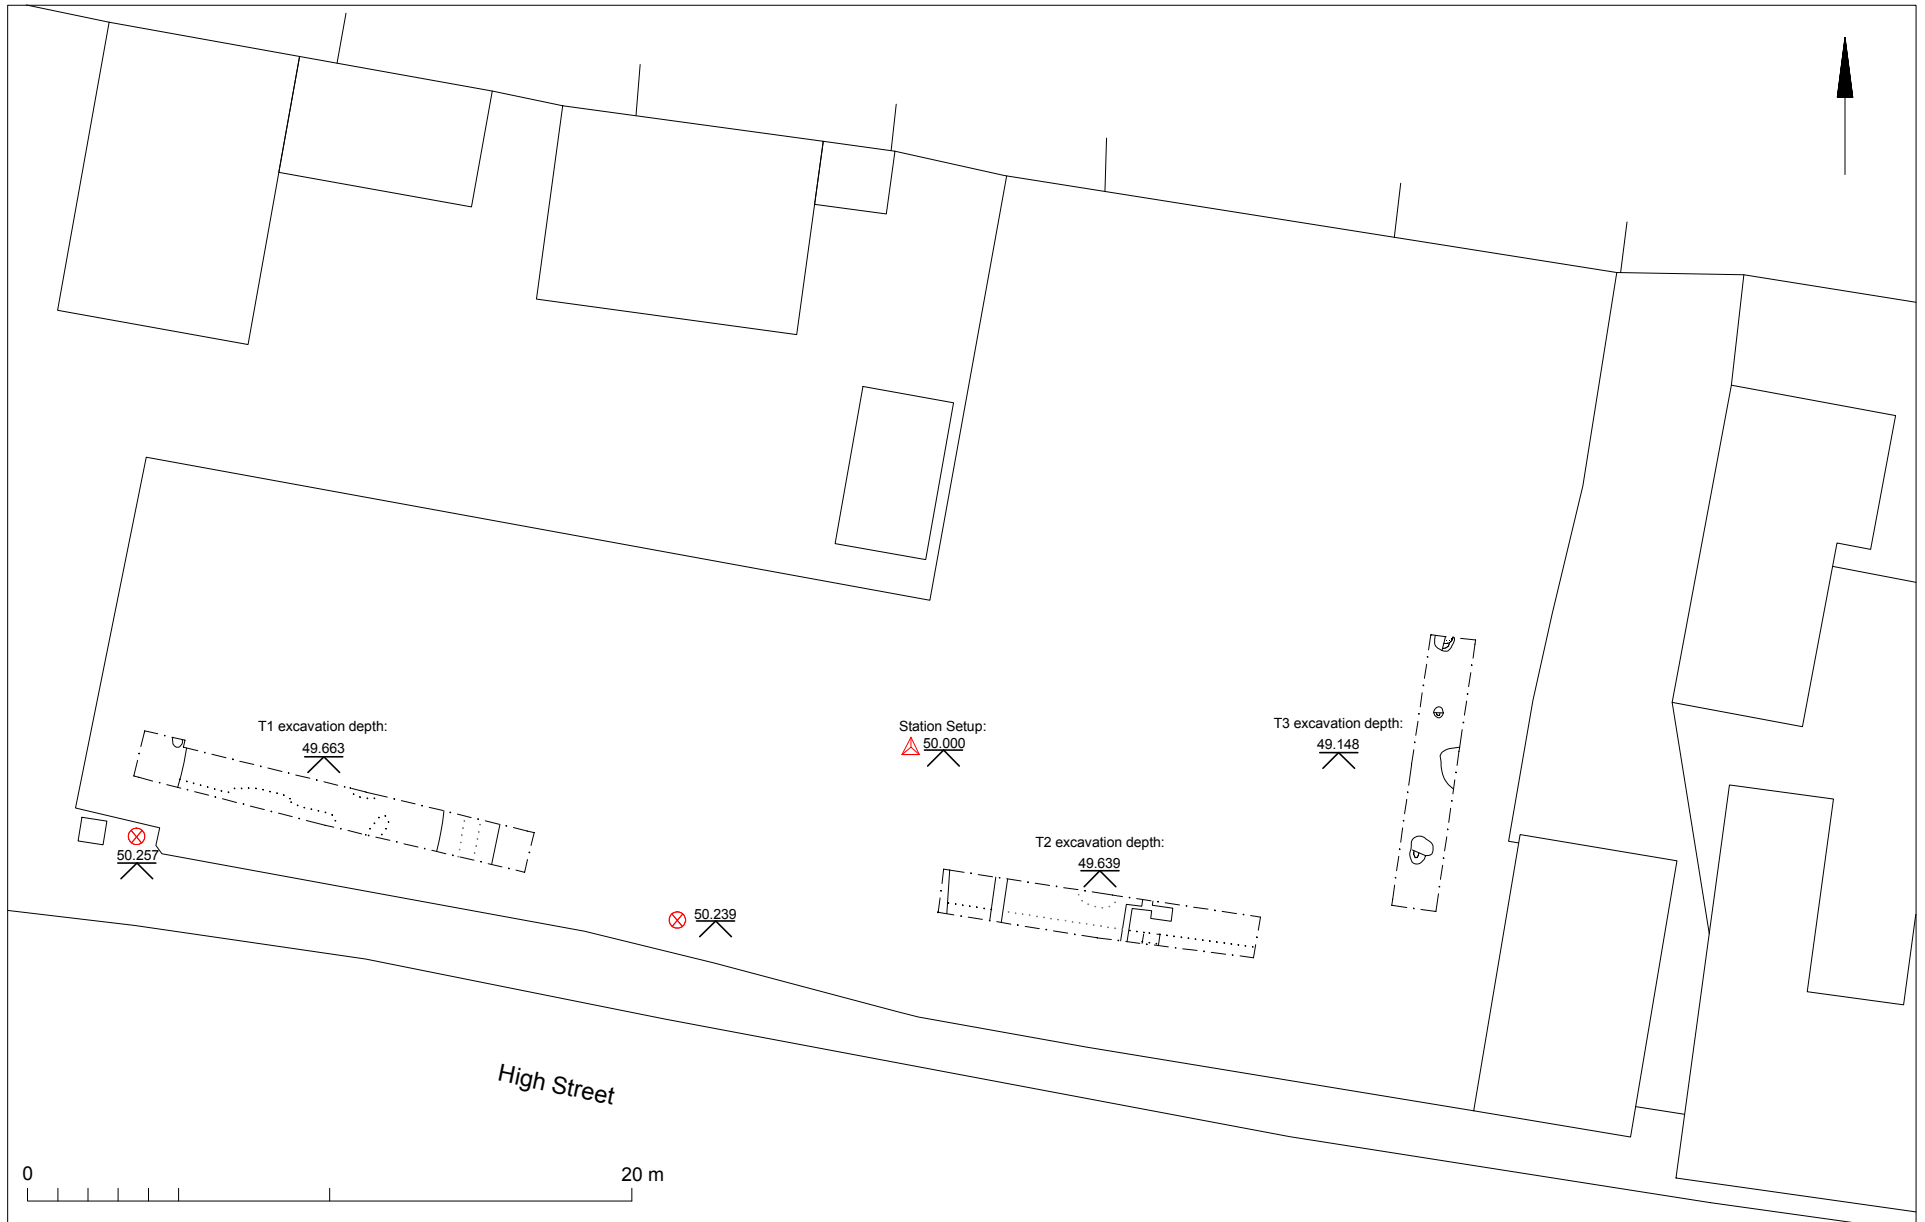 T1 excavation depth:
49.663
Station Setup:
50.000
T3 excavation depth:
49.148
50.257
T2 excavation depth:
49.639
50.239
High Street
0
20 m